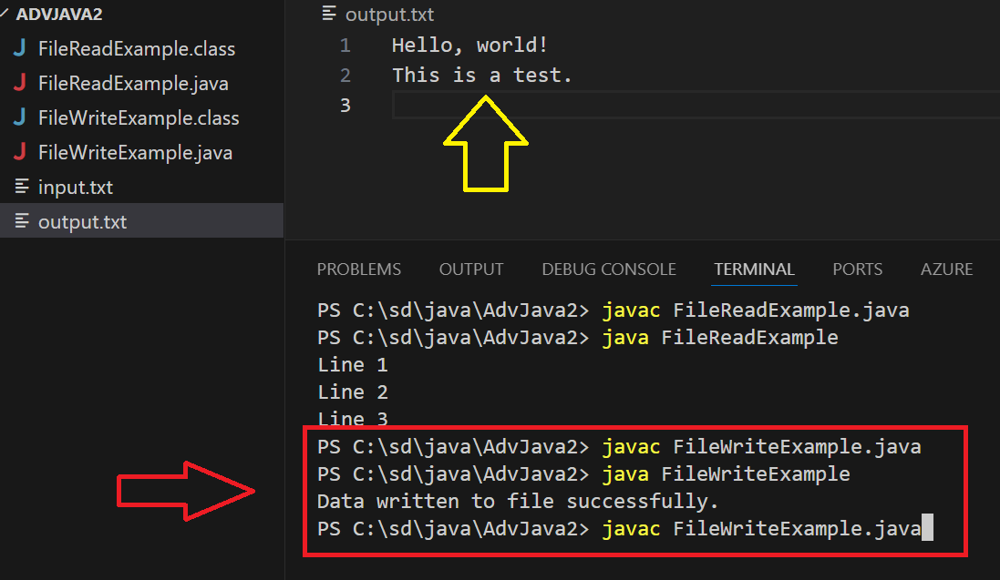 ADVJAVA2
FileReadExample.class
FileReadExample.java
FileWriteExample.class
FileWriteExample.java
input.txt
output.txt
output.txt
1 Hello, world!
2 This is a test.
3
PROBLEMS OUTPUT DEBUG CONSOLE TERMINAL PORTS AZURE
PS C:\sd\java\AdvJava2> javac FileReadExample.java
PS C:\sd\java\AdvJava2> java FileReadExample
Line 1
Line 2
Line 3
PS C:\sd\java\AdvJava2> javac FileWriteExample.java
PS C:\sd\java\AdvJava2> java FileWriteExample
Data written to file successfully.
PS C:\sd\java\AdvJava2> javac FileWriteExample.java